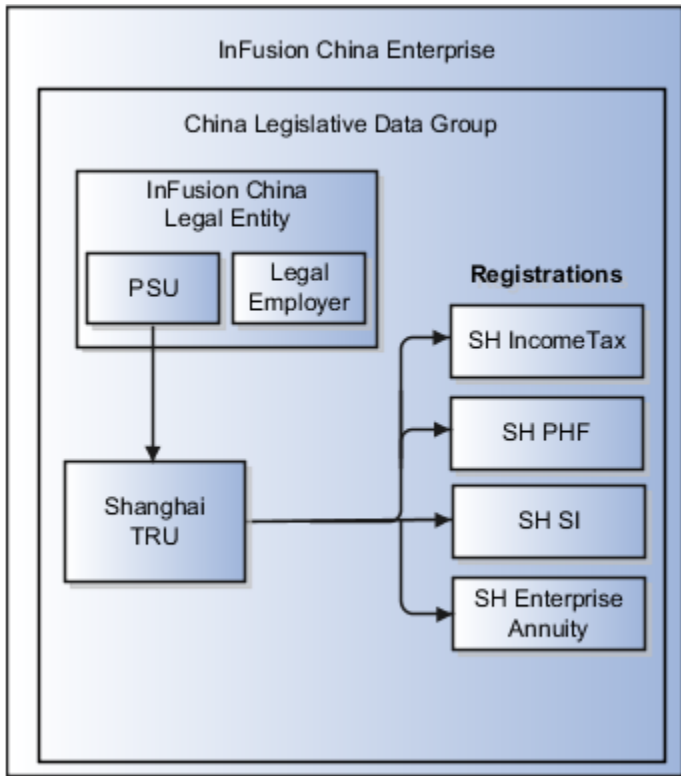 InFusion China Enterprise
China Legislative Data Group
InFusion China
Legal Entity
PSU
Legal
Employer
Registrations
SH IncomeTax
SH PHF
Shanghai
TRU
SH SI
SH Enterprise
Annuity